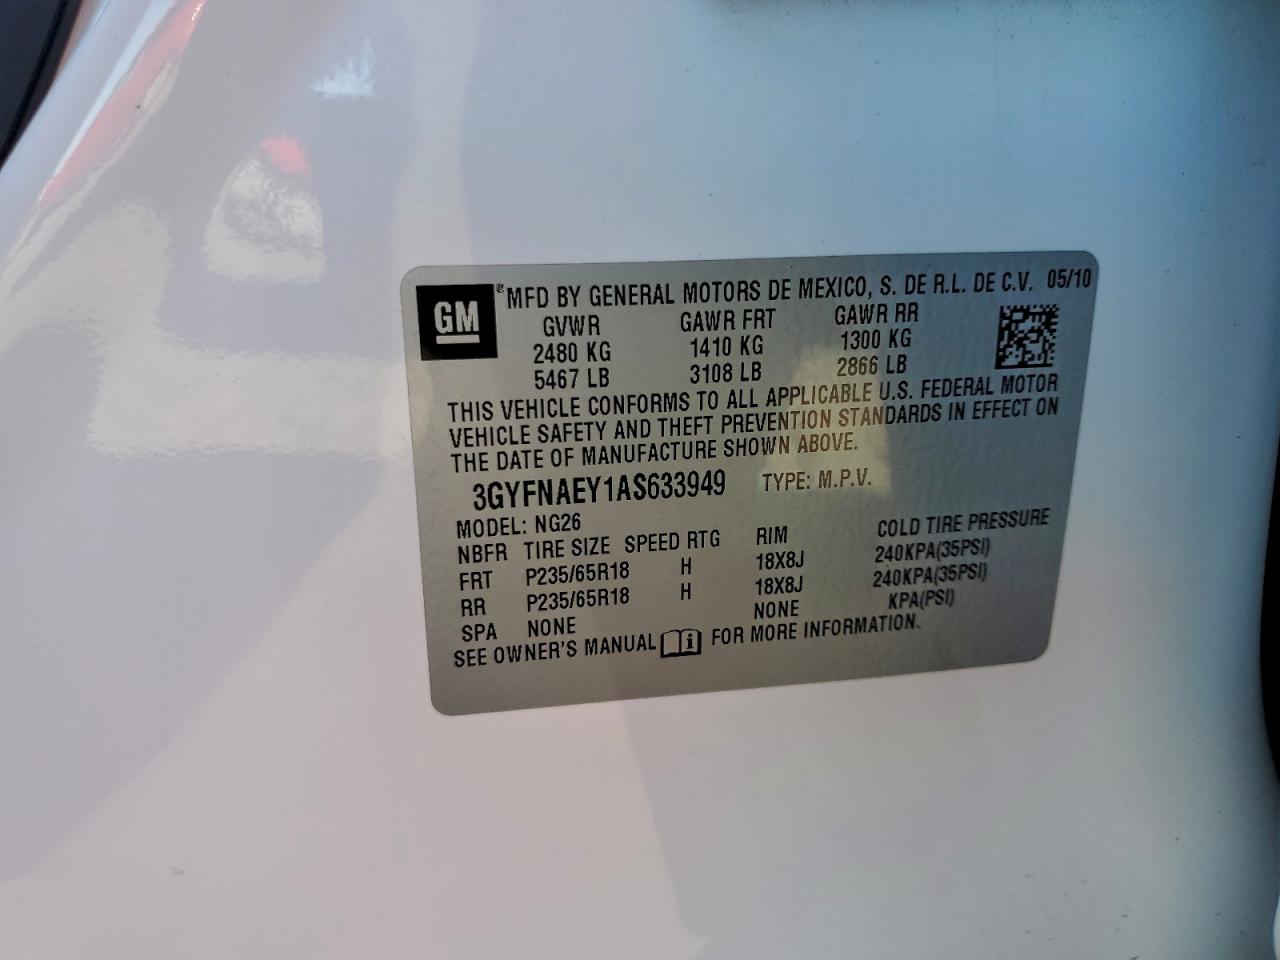 GM ® MFD BY GENERAL MOTORS DE MEXICO, S. DE R.L. DE C.V. 05/10
GVWR GAWR FRT GAWR RR
2480 KG 1410 KG 1300 KG
5467 LB 3108 LB 2866 LB
THIS VEHICLE CONFORMS TO ALL APPLICABLE U.S. FEDERAL MOTOR
VEHICLE SAFETY AND THEFT PREVENTION STANDARDS IN EFFECT ON
THE DATE OF MANUFACTURE SHOWN ABOVE.
3GYFNAEY1AS633949 TYPE: M.P.V.
MODEL: NG26
NBFR TIRE SIZE SPEED RTG RIM COLD TIRE PRESSURE
FRT P235/65R18 H 18X8J 240KPA(35PSI)
RR P235/65R18 H 18X8J 240KPA(35PSI)
SPA NONE NONE KPA(PSI)
SEE OWNER'S MANUAL i FOR MORE INFORMATION.